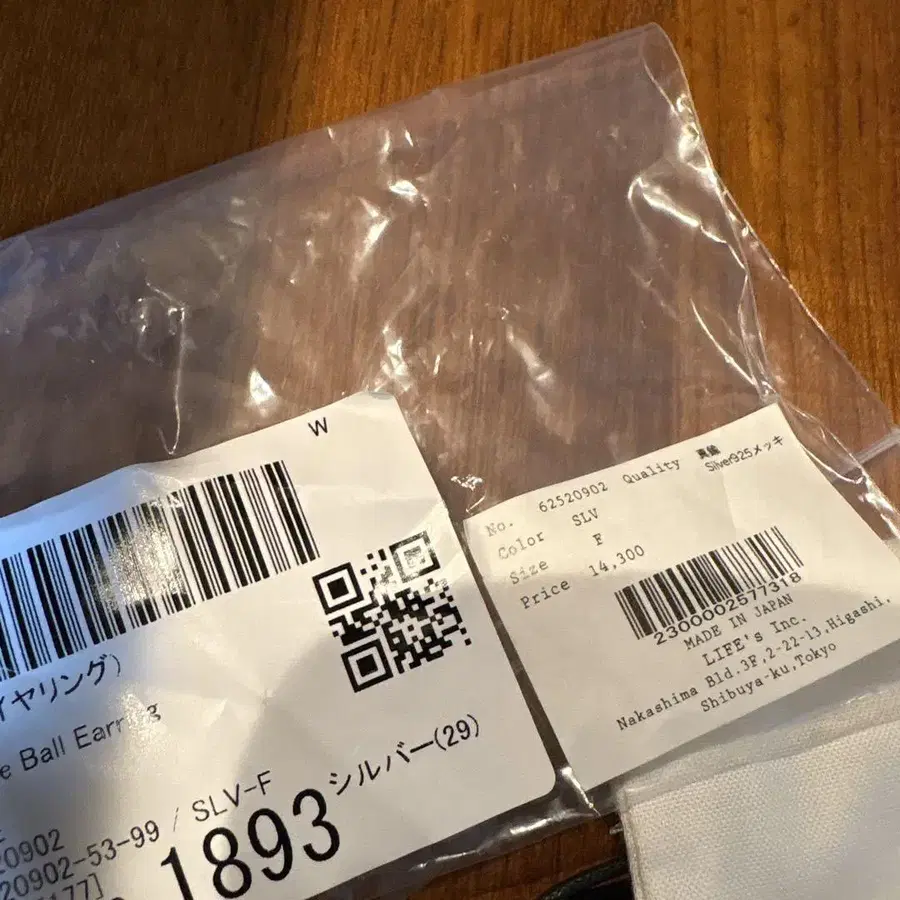 W
イヤリング)
e Ball Earring
20902
20902-53-99 / SLV-F
177]
1893
シルバー(29)
No. 62520902 Quality 真鍮
Silver925メッキ
Color SLV
Size F
Price 14,300
2300002577318
MADE IN JAPAN
LIFE's Inc.
Nakashima Bld.3F,2-22-13,Higashi,
Shibuya-ku,Tokyo